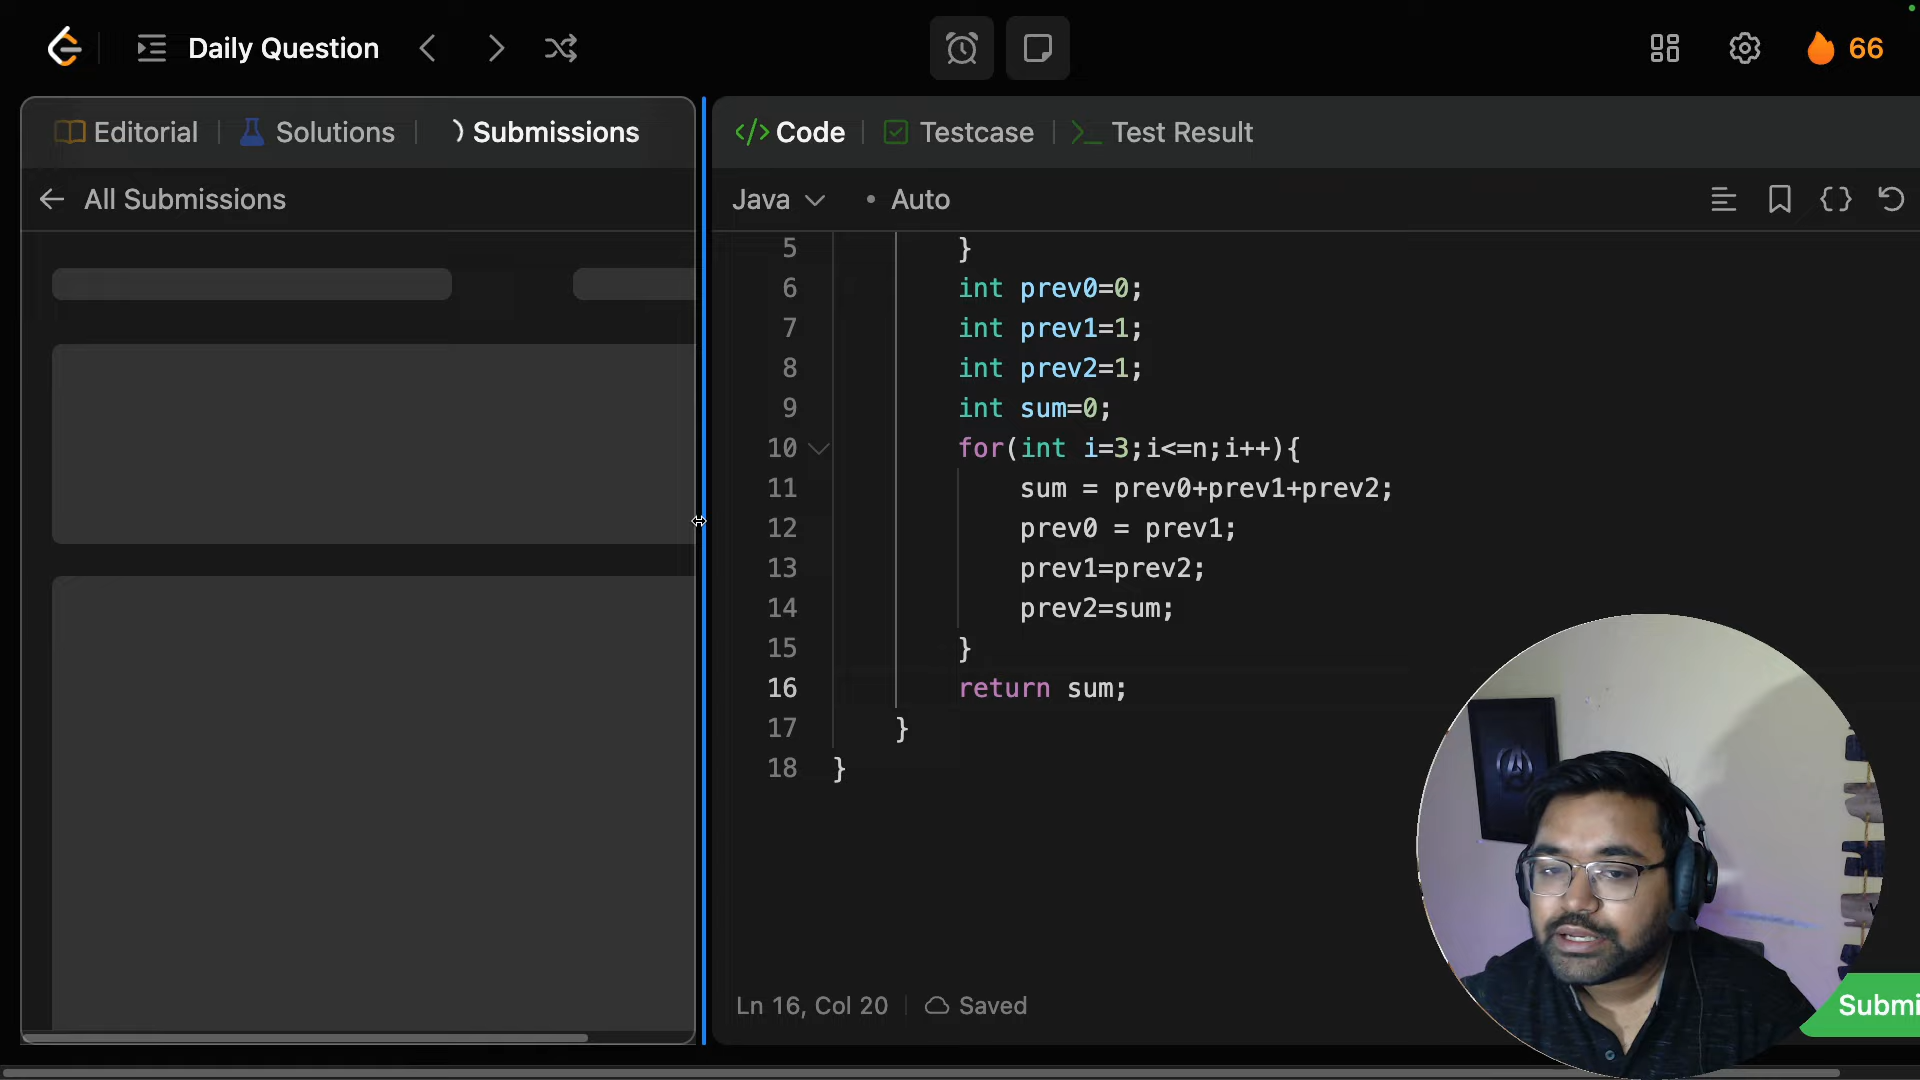 Daily Question
66
Editorial
Solutions
Submissions
All Submissions
Code
Testcase
Test Result
Java
Auto
5 }
6 int prev0=0;
7 int prev1=1;
8 int prev2=1;
9 int sum=0;
10 for(int i=3;i<=n;i++){
11 sum = prev0+prev1+prev2;
12 prev0 = prev1;
13 prev1=prev2;
14 prev2=sum;
15 }
16 return sum;
17 }
18 }
Ln 16, Col 20
Saved
Submi